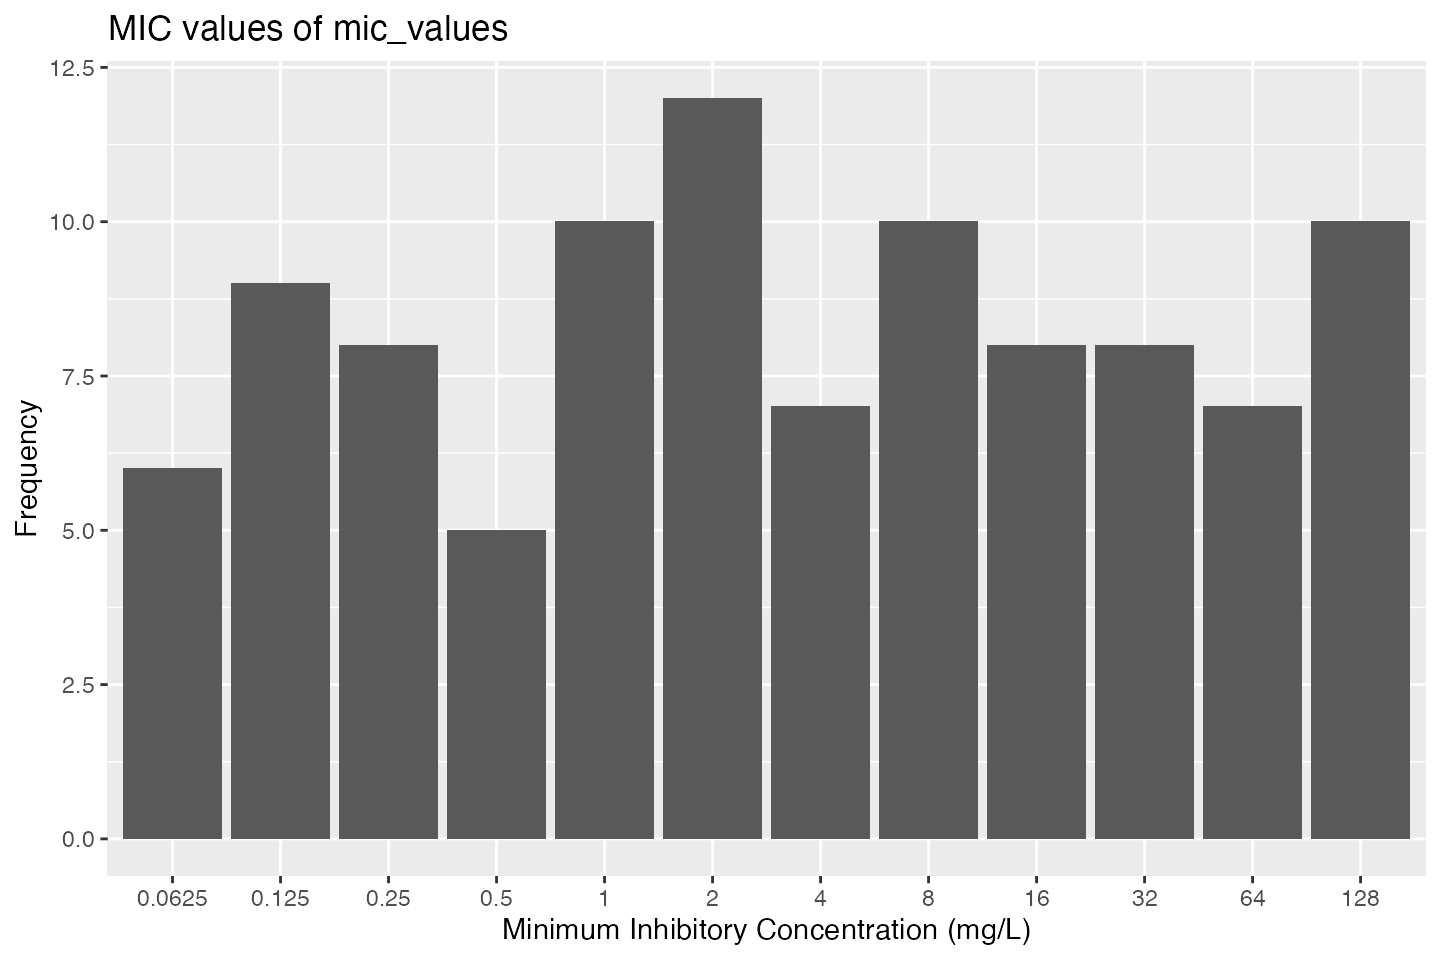 MIC values of mic_values
12.5
10.0
7.5
5.0
2.5
0.0
Frequency
0.0625 0.125 0.25 0.5 1 2 4 8 16 32 64 128
Minimum Inhibitory Concentration (mg/L)